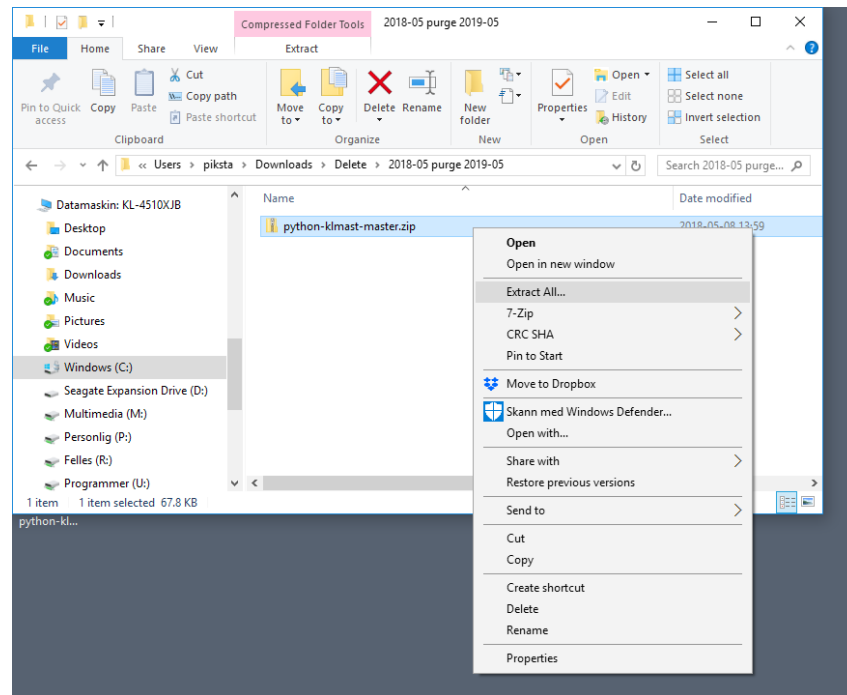 Compressed Folder Tools 2018-05 purge 2019-05
File Home Share View Extract
Pin to Quick access
Copy
Paste
Cut
Copy path
Paste shortcut
Clipboard
Move to
Copy to
Delete
Rename
Organize
New folder
New
Properties
Open
Edit
History
Open
Select all
Select none
Invert selection
Select
« Users › piksta › Downloads › Delete › 2018-05 purge 2019-05
Search 2018-05 purge...
Datamaskin: KL-4510XJB
Desktop
Documents
Downloads
Music
Pictures
Videos
Windows (C:)
Seagate Expansion Drive (D:)
Multimedia (M:)
Personlig (P:)
Felles (R:)
Programmer (U:)
Name Date modified
python-klmast-master.zip 2018-05-08 13:59
Open
Open in new window
Extract All...
7-Zip
CRC SHA
Pin to Start
Move to Dropbox
Skann med Windows Defender...
Open with...
Share with
Restore previous versions
Send to
Cut
Copy
Create shortcut
Delete
Rename
Properties
1 item 1 item selected 67.8 KB
python-kl...